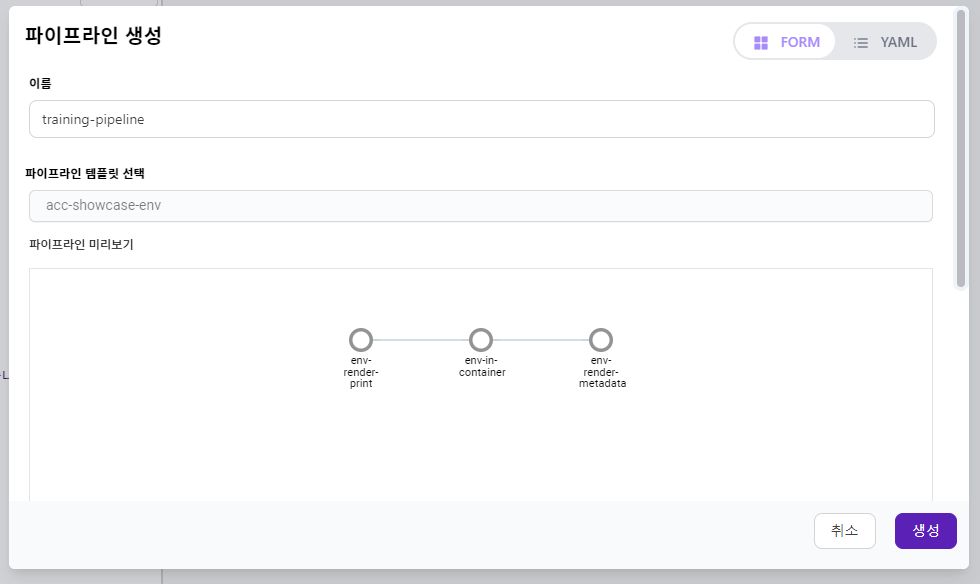 파이프라인 생성
FORM
YAML
이름
training-pipeline
파이프라인 템플릿 선택
acc-showcase-env
파이프라인 미리보기
env-
render-
print
env-in-
container
env-
render-
metadata
취소
생성